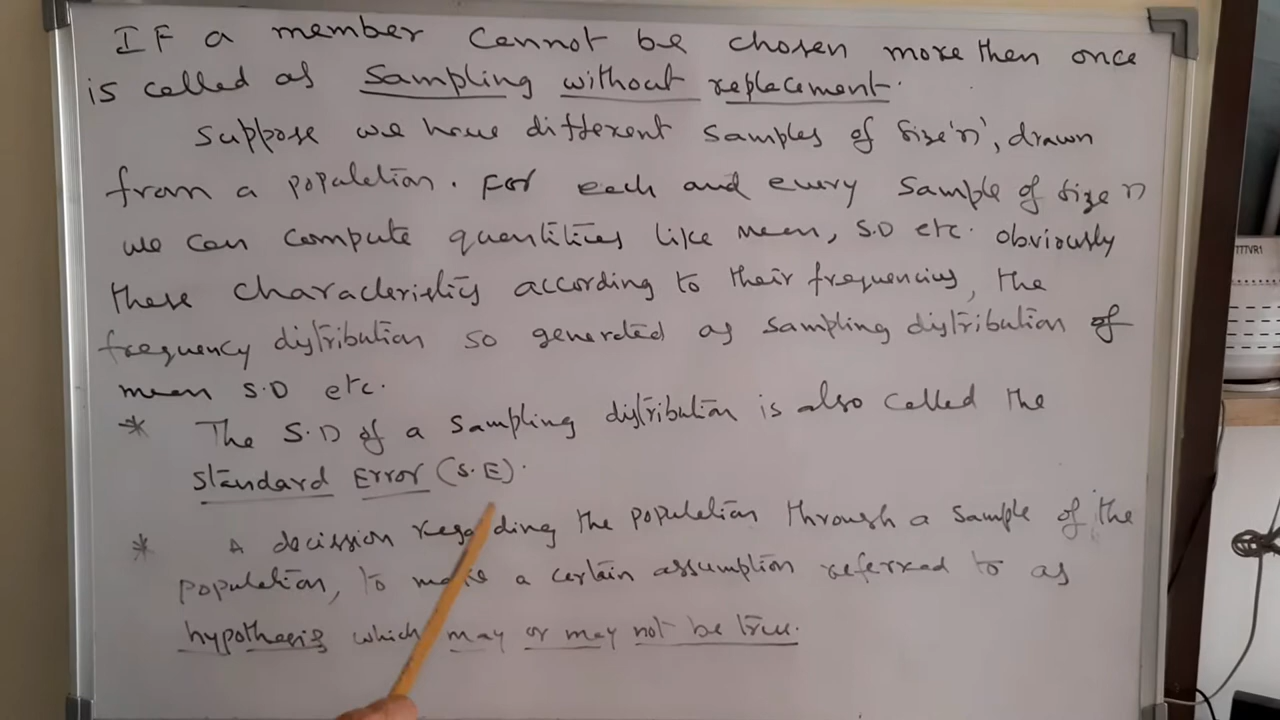 IF a member cannot be chosen more then once
is called as sampling without replacement.
Suppose we have different samples of size 'n', drawn
from a population. For each and every sample of size n
we can compute quantities like mean, S.D etc. obviously
these characteristics according to their frequencies, the
frequency distribution so generated as sampling distribution of
mean S.D etc.
* The S.D of a sampling distribution is also called the
Standard Error (S.E).
* A decission regarding the population through a sample of the
population, to make a certain assumption referred to as
hypothesis which may or may not be true.
777VR1